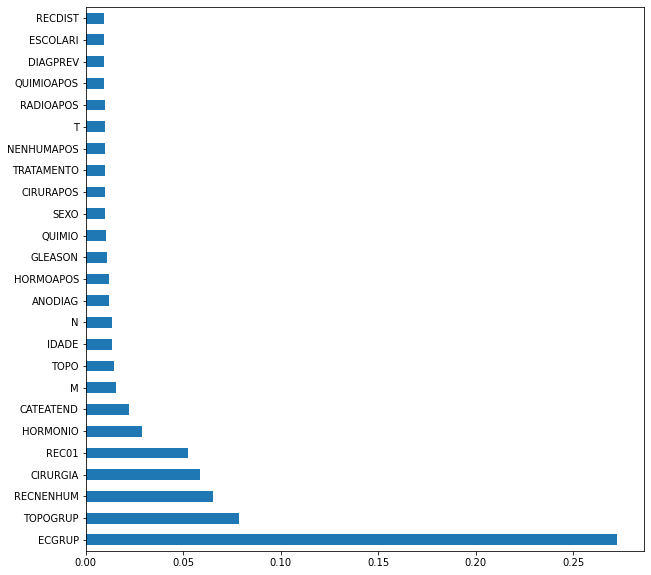 RECDIST
ESCOLARI
DIAGPREV
QUIMIOAPOS
RADIOAPOS
T
NENHUMAPOS
TRATAMENTO
CIRURAPOS
SEXO
QUIMIO
GLEASON
HORMOAPOS
ANODIAG
N
IDADE
TOPO
M
CATEATEND
HORMONIO
REC01
CIRURGIA
RECNENHUM
TOPOGRUP
ECGRUP
0.00 0.05 0.10 0.15 0.20 0.25